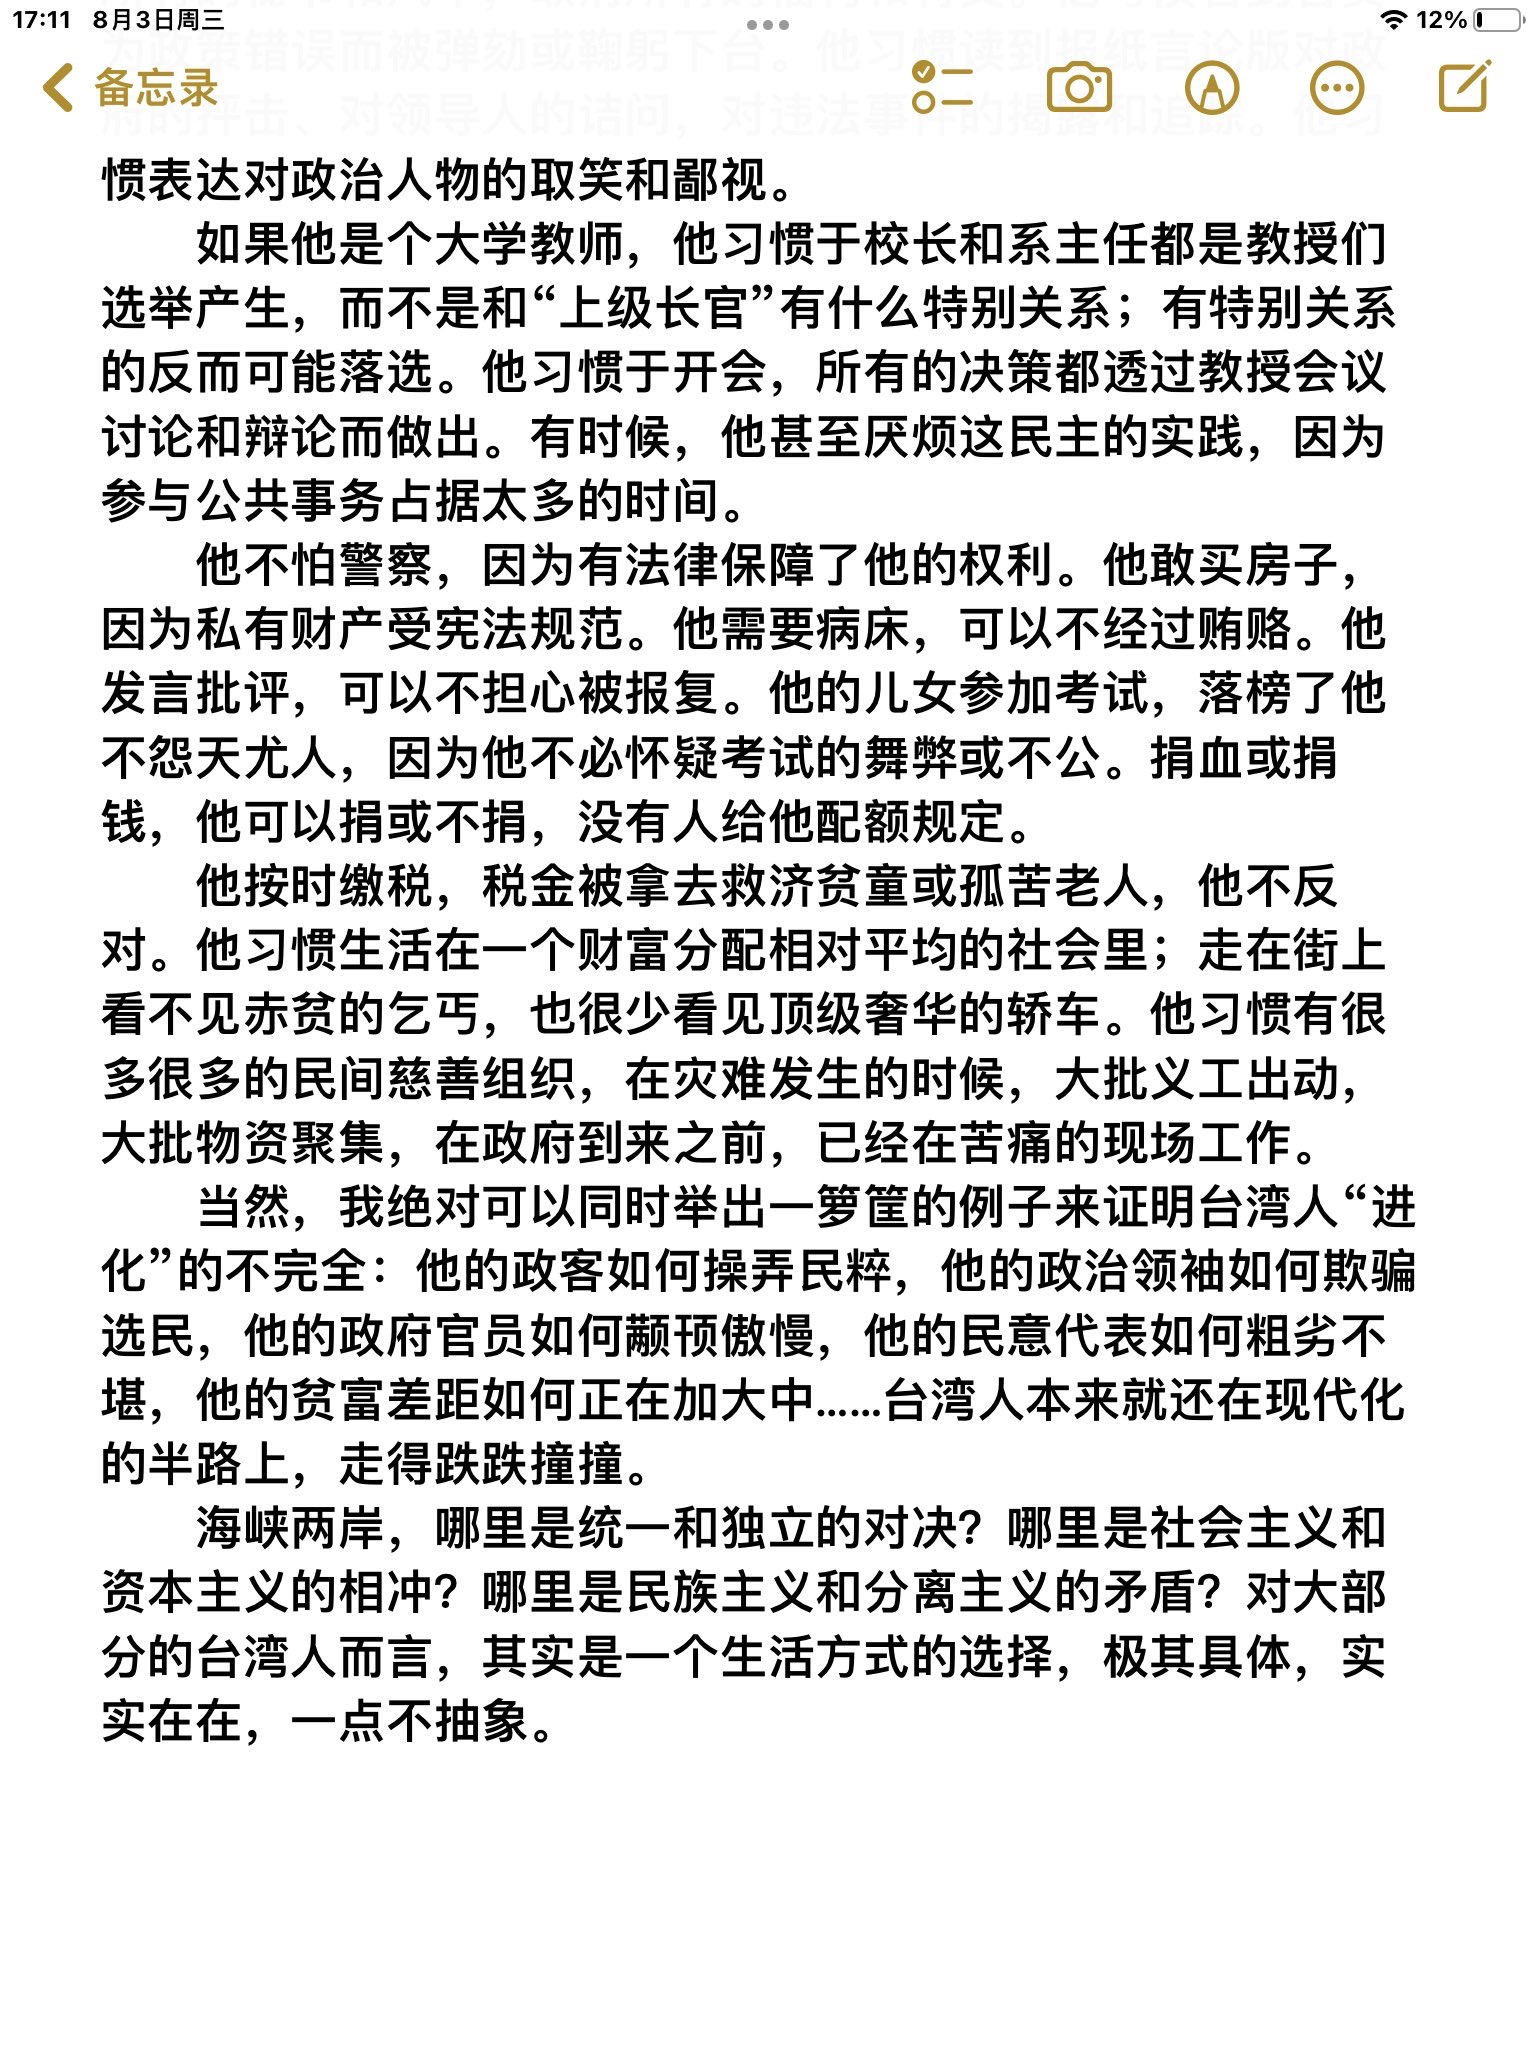 17:11 8月3日周三
12%
为政策错误而被弹劾或鞠躬下台。他习惯读到报纸言论版对政
备忘录
府的抨击、对领导人的诘问，对违法事件的揭露和追踪。他习
惯表达对政治人物的取笑和鄙视。
如果他是个大学教师，他习惯于校长和系主任都是教授们
选举产生，而不是和“上级长官”有什么特别关系；有特别关系
的反而可能落选。他习惯于开会，所有的决策都透过教授会议
讨论和辩论而做出。有时候，他甚至厌烦这民主的实践，因为
参与公共事务占据太多的时间。
他不怕警察，因为有法律保障了他的权利。他敢买房子，
因为私有财产受宪法规范。他需要病床，可以不经过贿赂。他
发言批评，可以不担心被报复。他的儿女参加考试，落榜了他
不怨天尤人，因为他不必怀疑考试的舞弊或不公。捐血或捐
钱，他可以捐或不捐，没有人给他配额规定。
他按时缴税，税金被拿去救济贫童或孤苦老人，他不反
对。他习惯生活在一个财富分配相对平均的社会里；走在街上
看不见赤贫的乞丐，也很少看见顶级奢华的轿车。他习惯有很
多很多的民间慈善组织，在灾难发生的时候，大批义工出动，
大批物资聚集，在政府到来之前，已经在苦痛的现场工作。
当然，我绝对可以同时举出一箩筐的例子来证明台湾人“进
化”的不完全：他的政客如何操弄民粹，他的政治领袖如何欺骗
选民，他的政府官员如何颟顸傲慢，他的民意代表如何粗劣不
堪，他的贫富差距如何正在加大中……台湾人本来就还在现代化
的半路上，走得跌跌撞撞。
海峡两岸，哪里是统一和独立的对决？哪里是社会主义和
资本主义的相冲？哪里是民族主义和分离主义的矛盾？对大部
分的台湾人而言，其实是一个生活方式的选择，极其具体，实
实在在，一点不抽象。